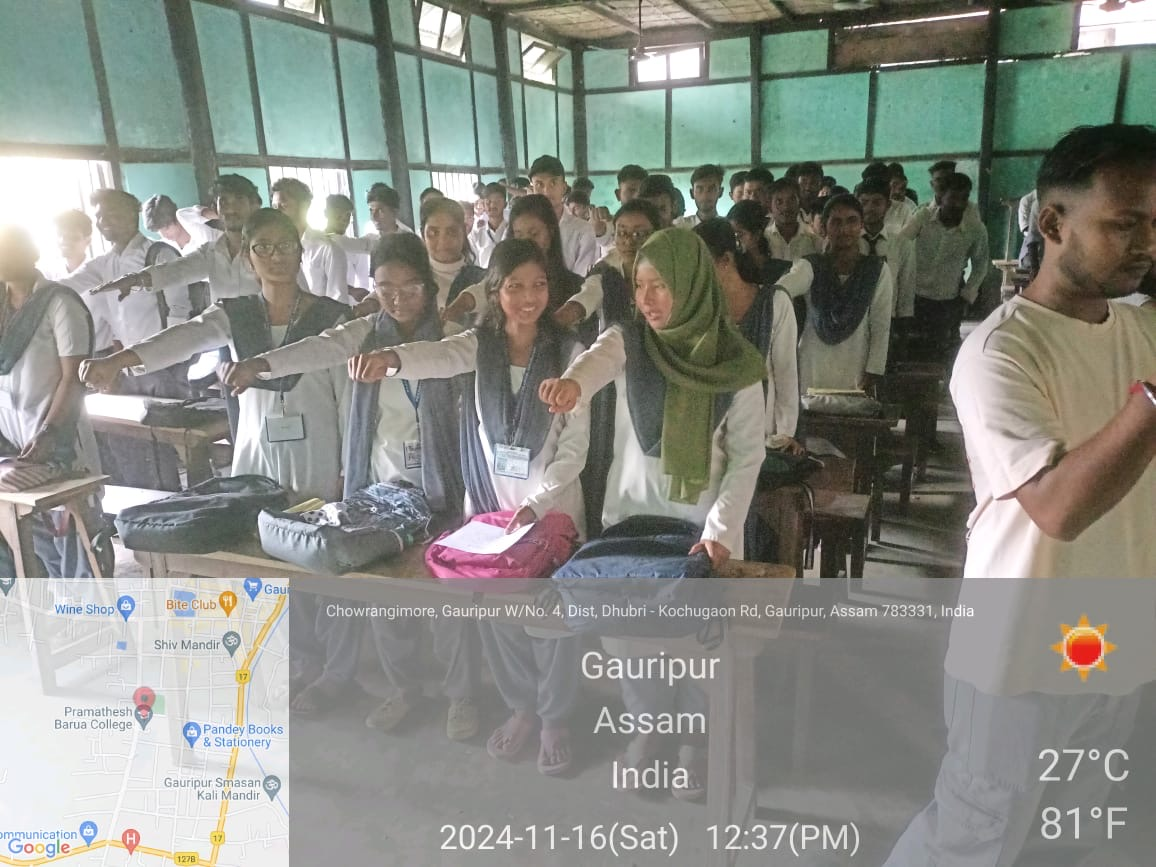 Chowrangimore, Gauripur W/No. 4, Dist, Dhubri - Kochugaon Rd, Gauripur, Assam 783331, India
Gauripur
Assam
India
2024-11-16(Sat) 12:37(PM)
27°C
81°F
Wine Shop
Bite Club
Gaur
Shiv Mandir
17
Pramathesh
Barua College
Pandey Books
& Stationery
Gauripur Smasan
Kali Mandir
ommunication
H
17
127B
Google